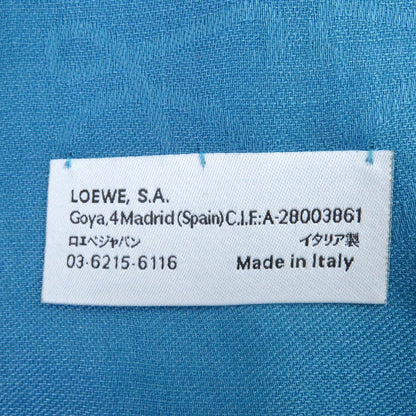 LOEWE, S.A.
Goya, 4 Madrid (Spain) C.I.F.: A-28003861
ロエベジャパン イタリア製
03-6215-6116 Made in Italy